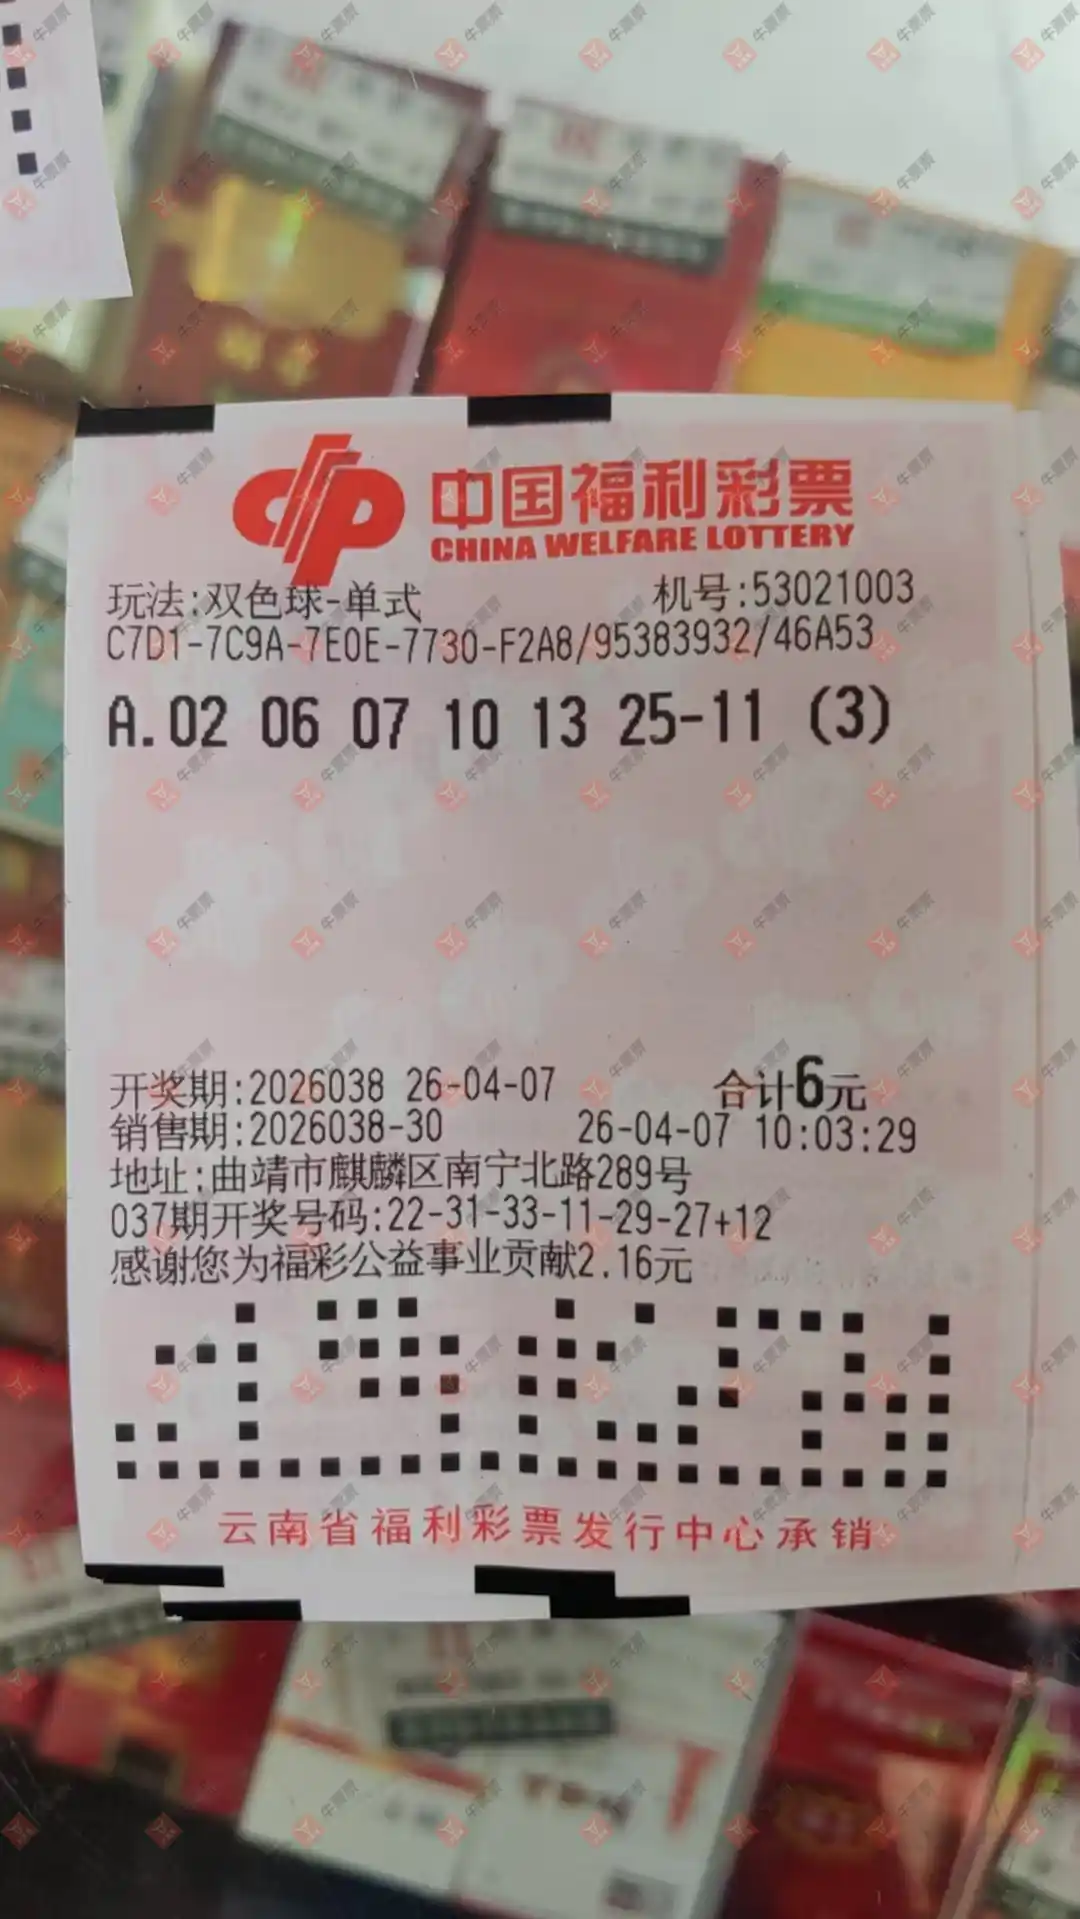 中国福利彩票
CHINA WELFARE LOTTERY
玩法:双色球-单式 机号:53021003
C7D1-7C9A-7E0E-7730-F2A8/95383932/46A53
A.02 06 07 10 13 25-11 (3)
开奖期:2026038 26-04-07 合计6元
销售期:2026038-30 26-04-07 10:03:29
地址:曲靖市麒麟区南宁北路289号
037期开奖号码:22-31-33-11-29-27+12
感谢您为福彩公益事业贡献2.16元
云南省福利彩票发行中心承销
牛票票